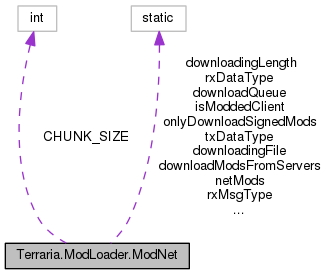 int
static
downloadingLength
rxDataType
downloadQueue
isModdedClient
onlyDownloadSignedMods
txDataType
downloadingFile
downloadModsFromServers
netMods
rxMsgType
...
CHUNK_SIZE
Terraria.ModLoader.ModNet